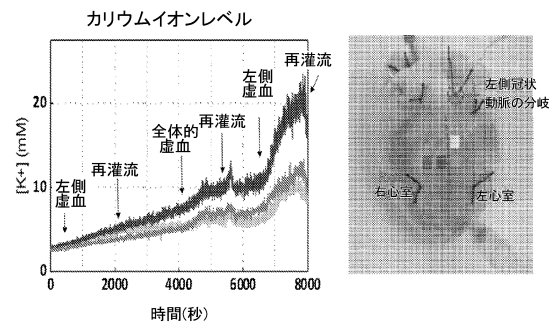 カリウムイオンレベル
[K+] (mM)
20
10
0
左側
虚血
再灌流
全体的
虚血
再灌流
左側
虚血
再灌流
0
2000
4000
6000
8000
時間(秒)
左側冠状
動脈の分岐
右心室
左心室